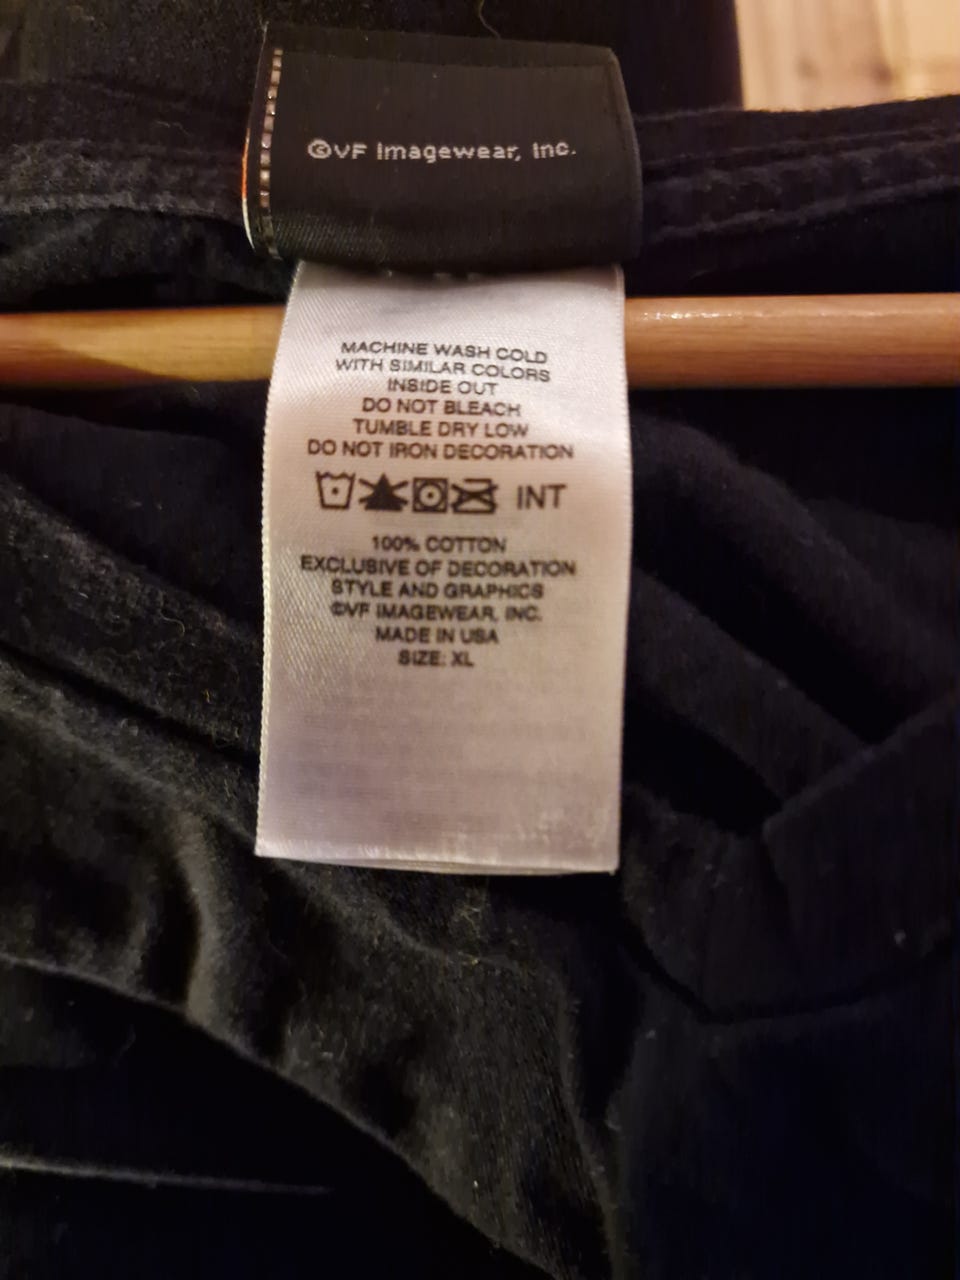 ©VF Imagewear, Inc.
MACHINE WASH COLD
WITH SIMILAR COLORS
INSIDE OUT
DO NOT BLEACH
TUMBLE DRY LOW
DO NOT IRON DECORATION
INT
100% COTTON
EXCLUSIVE OF DECORATION
STYLE AND GRAPHICS
©VF IMAGEWEAR, INC.
MADE IN USA
SIZE: XL